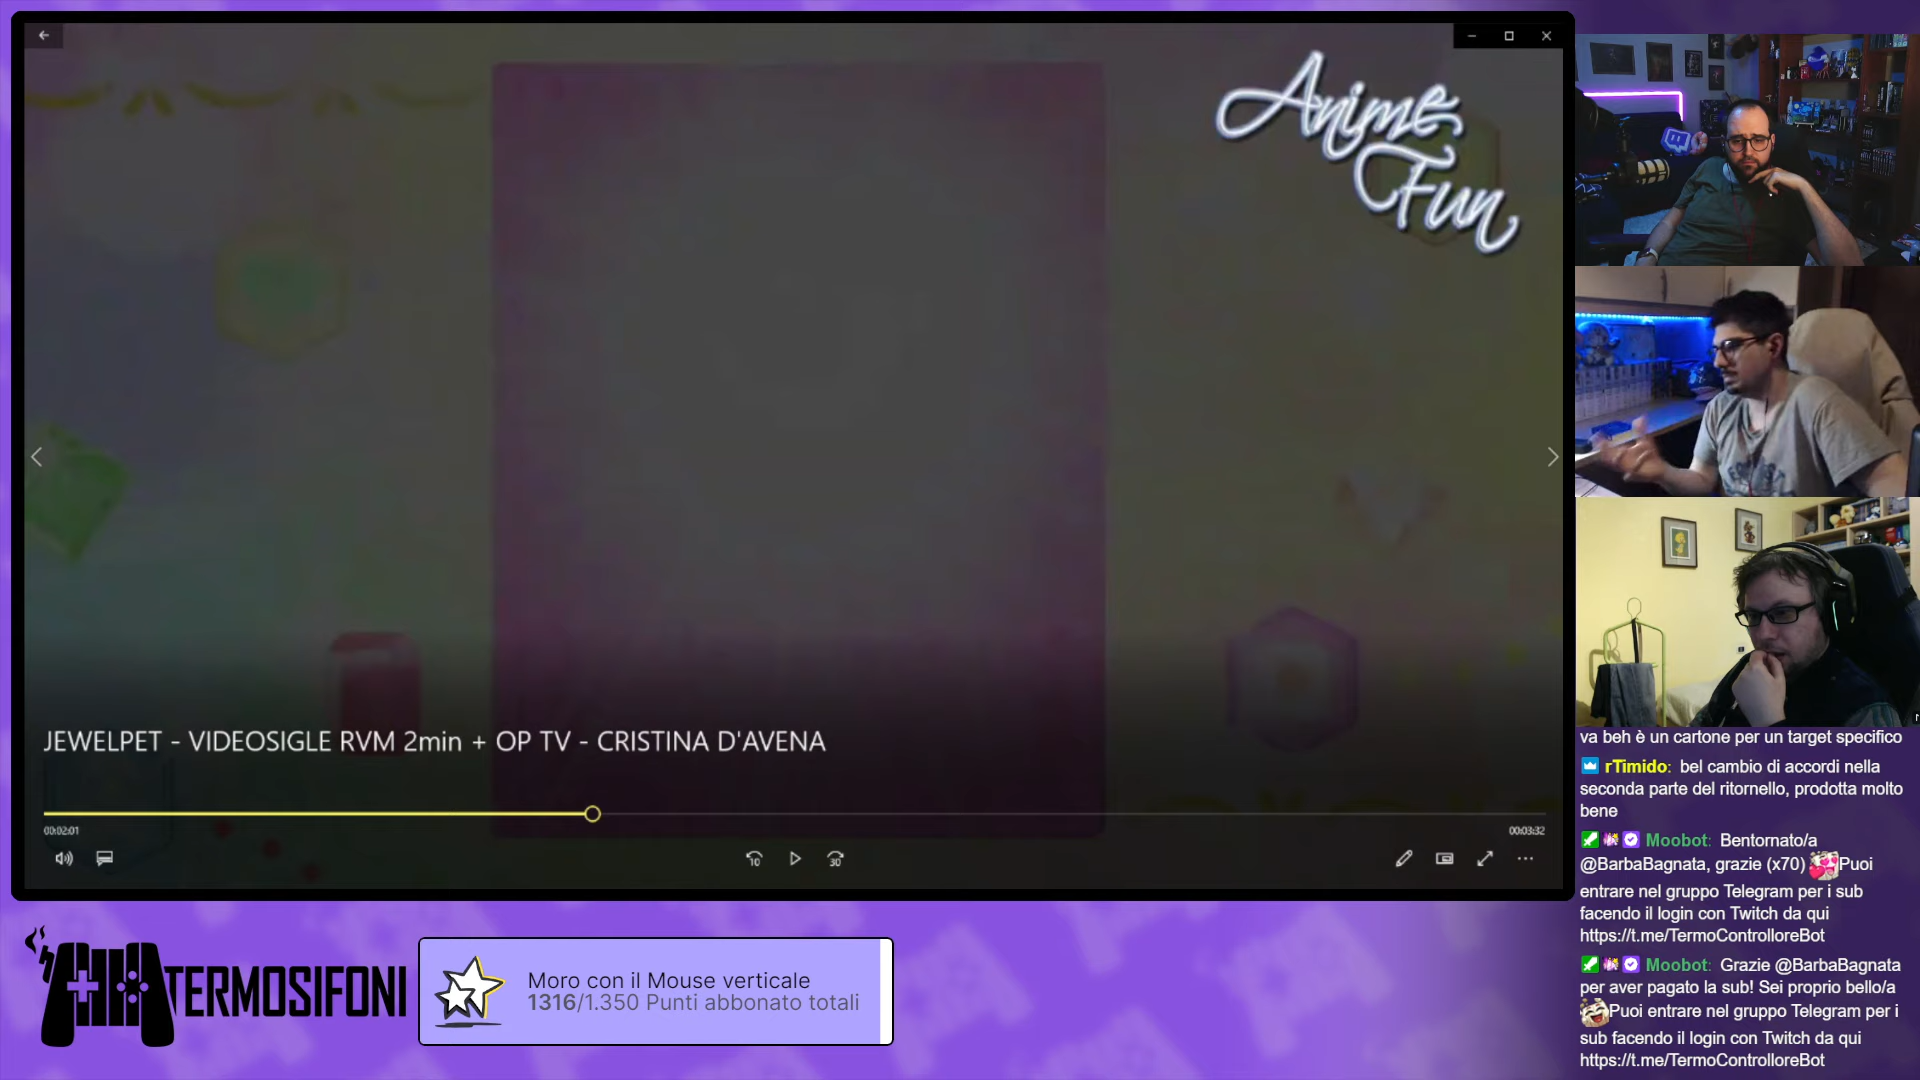 Anime
Fun
JEWELPET - VIDEOSIGLE RVM 2min + OP TV - CRISTINA D'AVENA
00:02:01
00:03:32
10
30
TERMOSIFONI
Moro con il Mouse verticale
1316/1.350 Punti abbonato totali
va beh è un cartone per un target specifico
rTimido: bel cambio di accordi nella
seconda parte del ritornello, prodotta molto
bene
Moobot: Bentornato/a
@BarbaBagnata, grazie (x70) Puoi
entrare nel gruppo Telegram per i sub
facendo il login con Twitch da qui
https://t.me/TermoControlloreBot
Moobot: Grazie @BarbaBagnata
per aver pagato la sub! Sei proprio bello/a
Puoi entrare nel gruppo Telegram per i
sub facendo il login con Twitch da qui
https://t.me/TermoControlloreBot